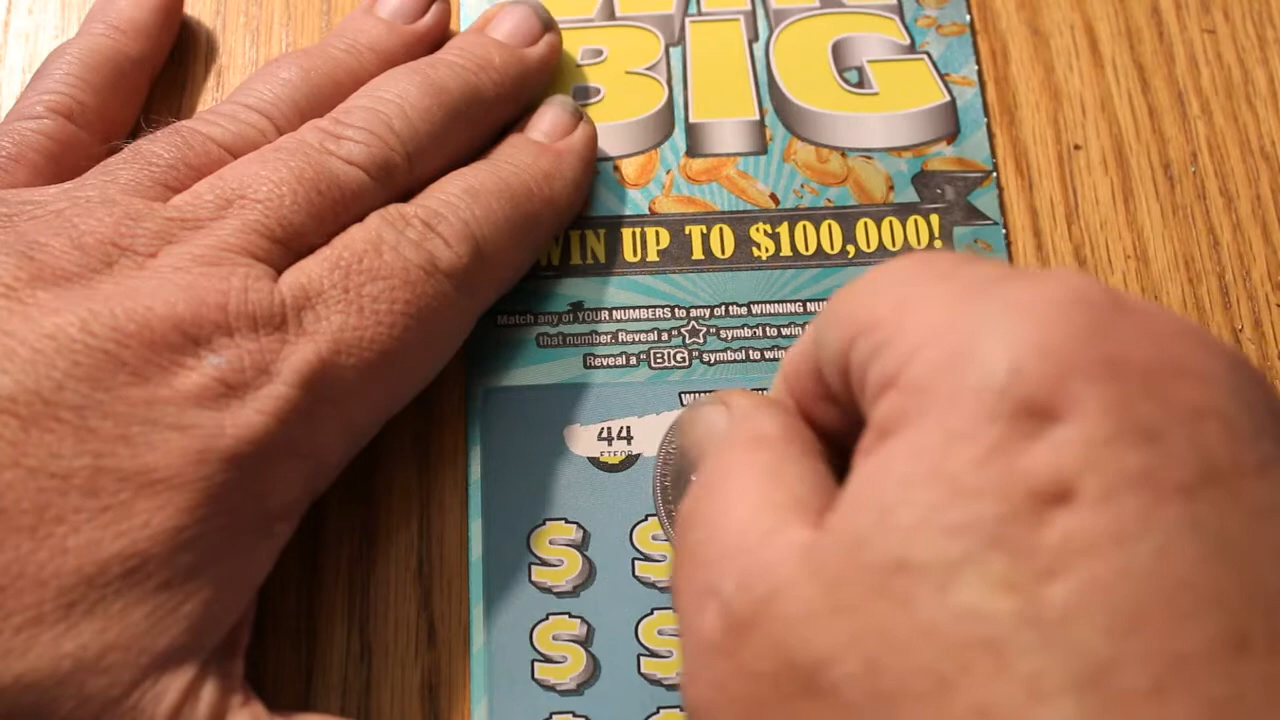 BIG
WIN UP TO $100,000!
Match any of YOUR NUMBERS to any of the WINNING
that number. Reveal a "☆" symbol to win
Reveal a "BIG" symbol to win
44
$ $
$ $